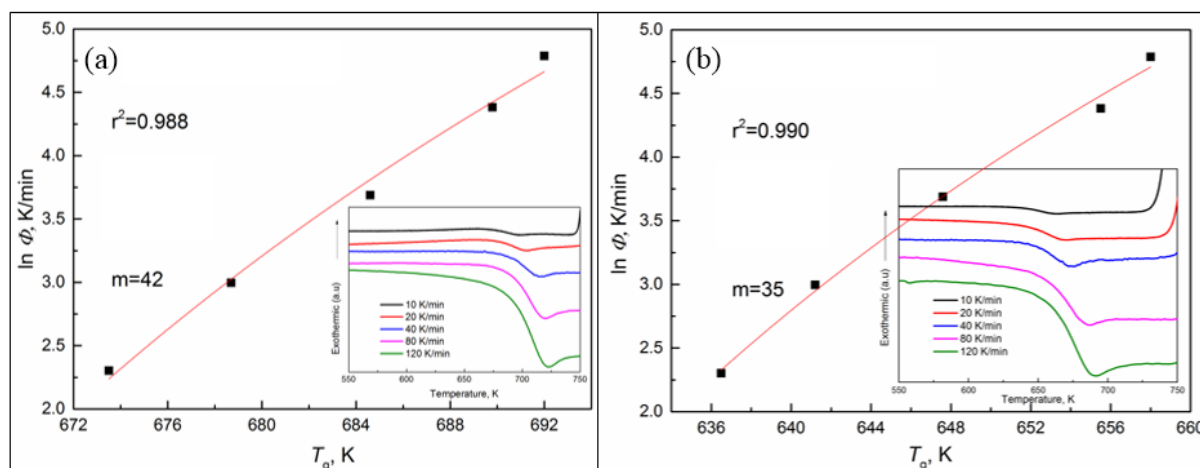 (a)
r²=0.988
m=42
ln Φ, K/min
5.0
4.5
4.0
3.5
3.0
2.5
2.0
672
676
680
684
688
692
Tg, K
Exothermic (a.u)
10 K/min
20 K/min
40 K/min
80 K/min
120 K/min
550
600
650
700
750
Temperature, K
(b)
r²=0.990
m=35
ln Φ, K/min
5.0
4.5
4.0
3.5
3.0
2.5
2.0
636
640
644
648
652
656
660
Tg, K
Exothermic (a.u)
10 K/min
20 K/min
40 K/min
80 K/min
120 K/min
550
600
650
700
750
Temperature, K